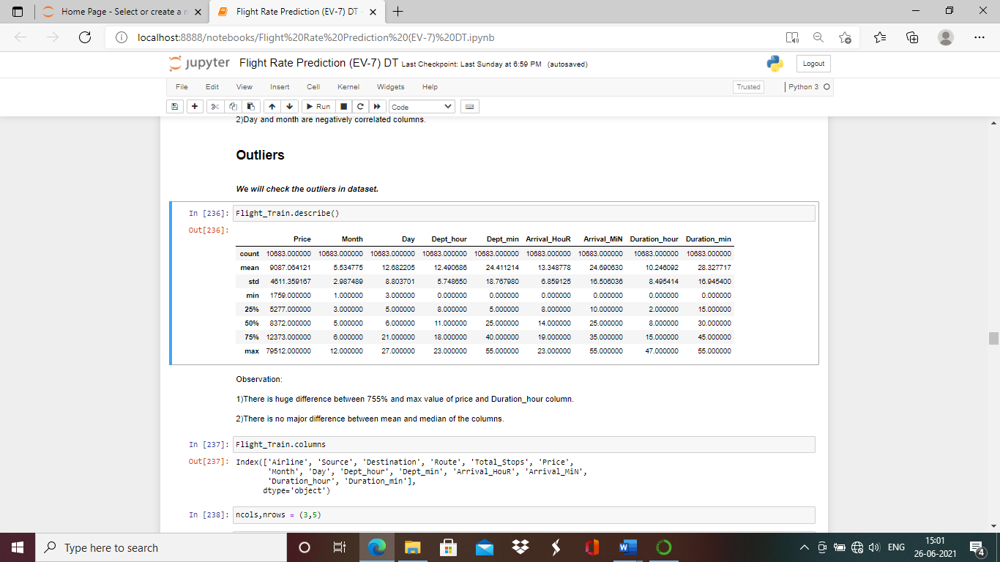 Home Page - Select or create a n
Flight Rate Prediction (EV-7) DT -
localhost:8888/notebooks/Flight%20Rate%20Prediction%20(EV-7)%20DT.ipynb
jupyter Flight Rate Prediction (EV-7) DT Last Checkpoint: Last Sunday at 6:59 PM (autosaved)
Logout
File Edit View Insert Cell Kernel Widgets Help
Trusted
Python 3
Run
Code
2)Day and month are negatively correlated columns.
Outliers
We will check the outliers in dataset.
In [236]: Flight_Train.describe()
Out[236]:
Price Month Day Dept_hour Dept_min Arrival_HouR Arrival_MiN Duration_hour Duration_min
count 10683.000000 10683.000000 10683.000000 10683.000000 10683.000000 10683.000000 10683.000000 10683.000000 10683.000000
mean 9087.064121 5.534775 12.682205 12.490686 24.411214 13.348778 24.690630 10.246092 28.327717
std 4611.359167 2.987489 8.803701 5.748650 18.767980 6.859125 16.506036 8.495414 16.945400
min 1759.000000 1.000000 3.000000 0.000000 0.000000 0.000000 0.000000 0.000000 0.000000
25% 5277.000000 3.000000 5.000000 8.000000 5.000000 8.000000 10.000000 2.000000 15.000000
50% 8372.000000 5.000000 6.000000 11.000000 25.000000 14.000000 25.000000 8.000000 30.000000
75% 12373.000000 6.000000 21.000000 18.000000 40.000000 19.000000 35.000000 15.000000 45.000000
max 79512.000000 12.000000 27.000000 23.000000 55.000000 23.000000 55.000000 47.000000 55.000000
Observation:
1)There is huge difference between 755% and max value of price and Duration_hour column.
2)There is no major difference between mean and median of the columns.
In [237]: Flight_Train.columns
Out[237]: Index(['Airline', 'Source', 'Destination', 'Route', 'Total_Stops', 'Price',
'Month', 'Day', 'Dept_hour', 'Dept_min', 'Arrival_HouR', 'Arrival_MiN',
'Duration_hour', 'Duration_min'],
dtype='object')
In [238]: ncols,nrows = (3,5)
Type here to search
ENG
15:01
26-06-2021
4